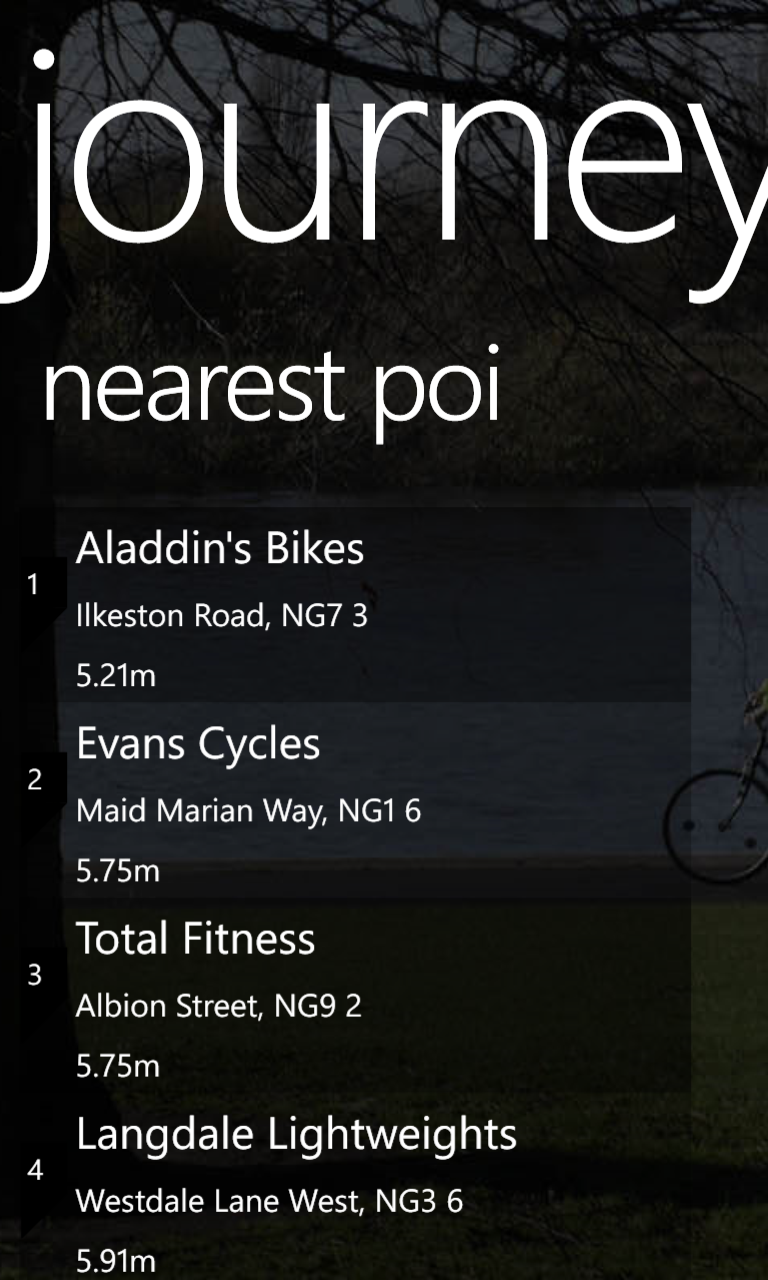 journey
nearest poi
1
Aladdin's Bikes
Ilkeston Road, NG7 3
5.21m
2
Evans Cycles
Maid Marian Way, NG1 6
5.75m
3
Total Fitness
Albion Street, NG9 2
5.75m
4
Langdale Lightweights
Westdale Lane West, NG3 6
5.91m